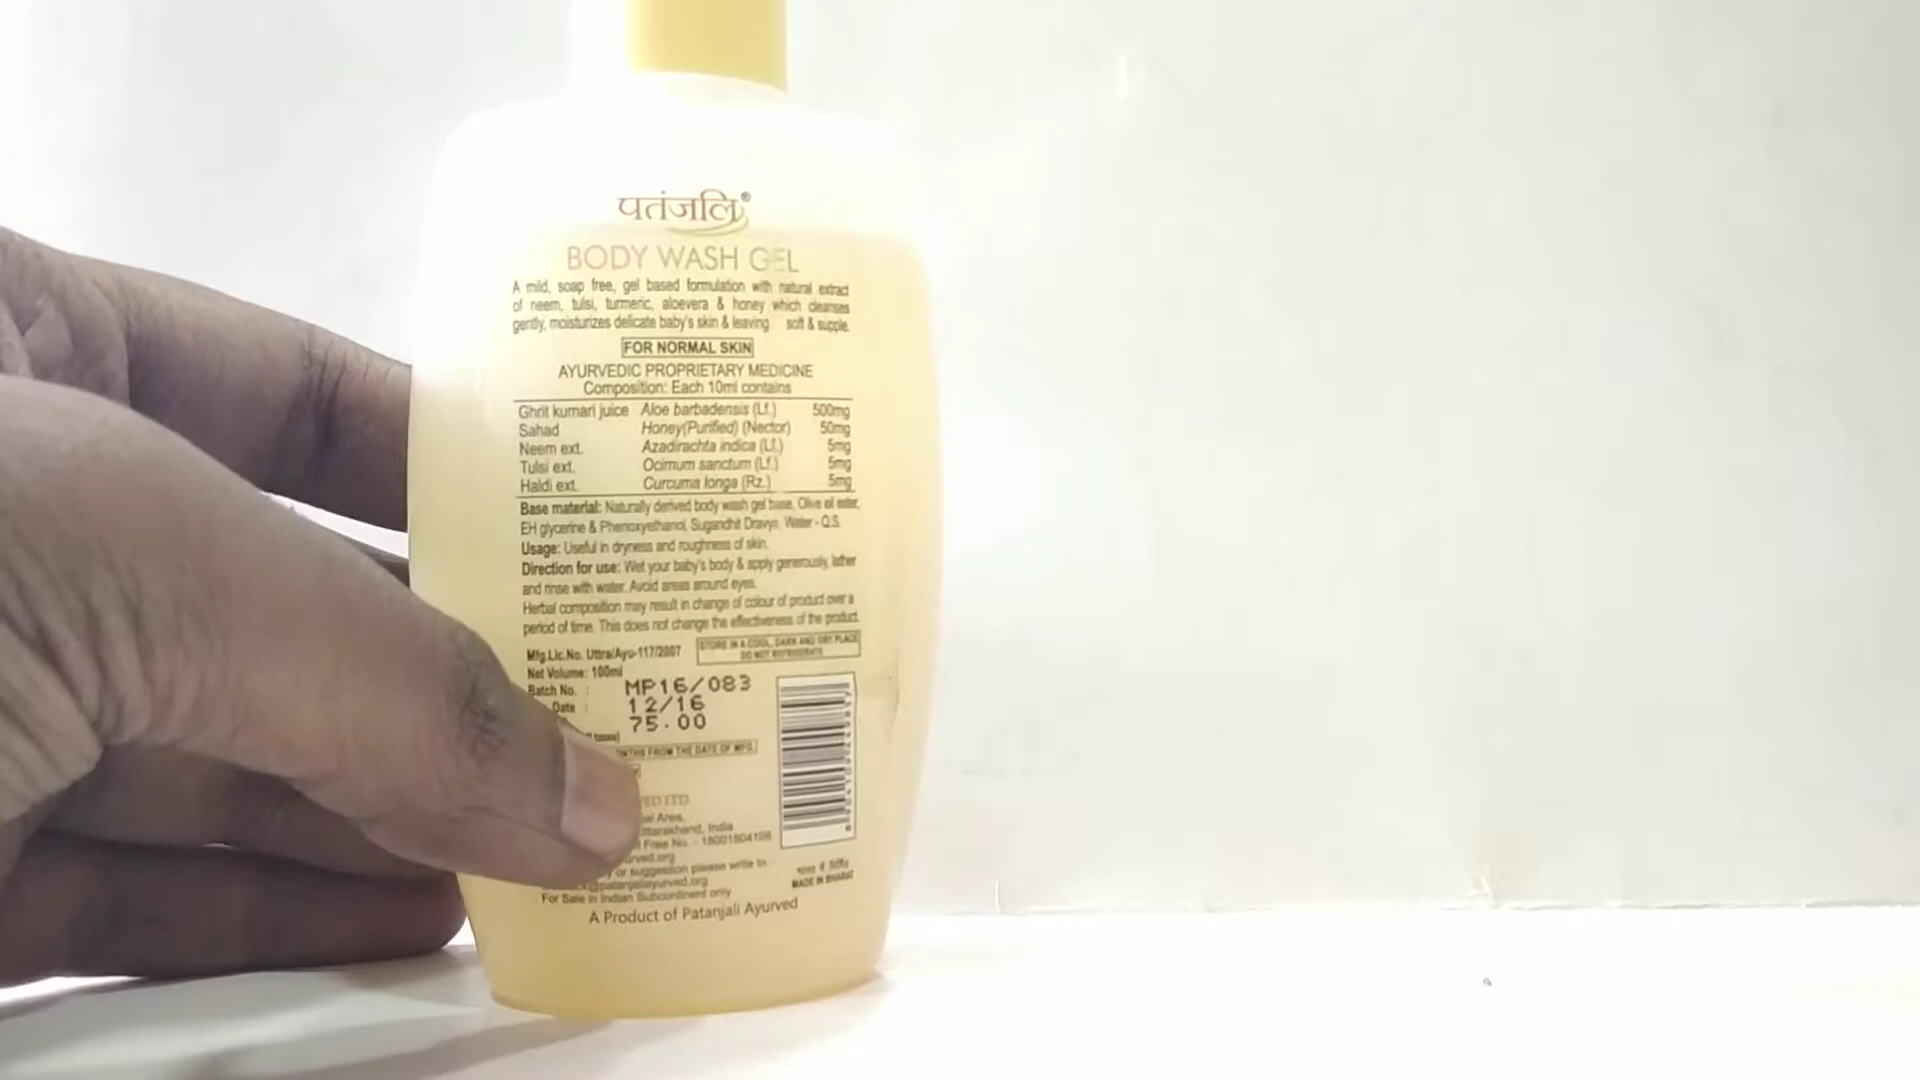 पतंजलि®
BODY WASH GEL
A mild, soap free, gel based formulation with natural extract
of neem, tulsi, turmeric, aloevera & honey which cleanses
gently, moisturizes delicate baby's skin & leaving soft & supple.
FOR NORMAL SKIN
AYURVEDIC PROPRIETARY MEDICINE
Composition: Each 10ml contains
Ghrit kumari juice Aloe barbadensis (Lf.) 500mg
Sahad Honey(Purified) (Nector) 50mg
Neem ext. Azadirachta indica (Lf.) 5mg
Tulsi ext. Ocimum sanctum (Lf.) 5mg
Haldi ext. Curcuma longa (Rz.) 5mg
Base material: Naturally derived body wash gel base, Olive oil ester,
EH glycerine & Phenoxyethanol, Sugandhit Dravya, Water - Q.S.
Usage: Useful in dryness and roughness of skin.
Direction for use: Wet your baby's body & apply generously, lather
and rinse with water. Avoid areas around eyes.
Herbal composition may result in change of colour of product over a
period of time. This does not change the effectiveness of the product.
Mfg.Lic.No. Uttra/Ayu-117/2007
STORE IN A COOL, DARK AND DRY PLACE
DO NOT REFRIGERATE
Net Volume: 100ml
Batch No. : MP16/083
Date : 12/16
75.00
taxes)
FROM THE DATE OF MFG.
LTD.
Area,
India
Free No. - 18001804108
or suggestion please write to -
@patanjaliayurved.org
For Sale in Indian Subcontinent only
MADE IN BHARAT
A Product of Patanjali Ayurved